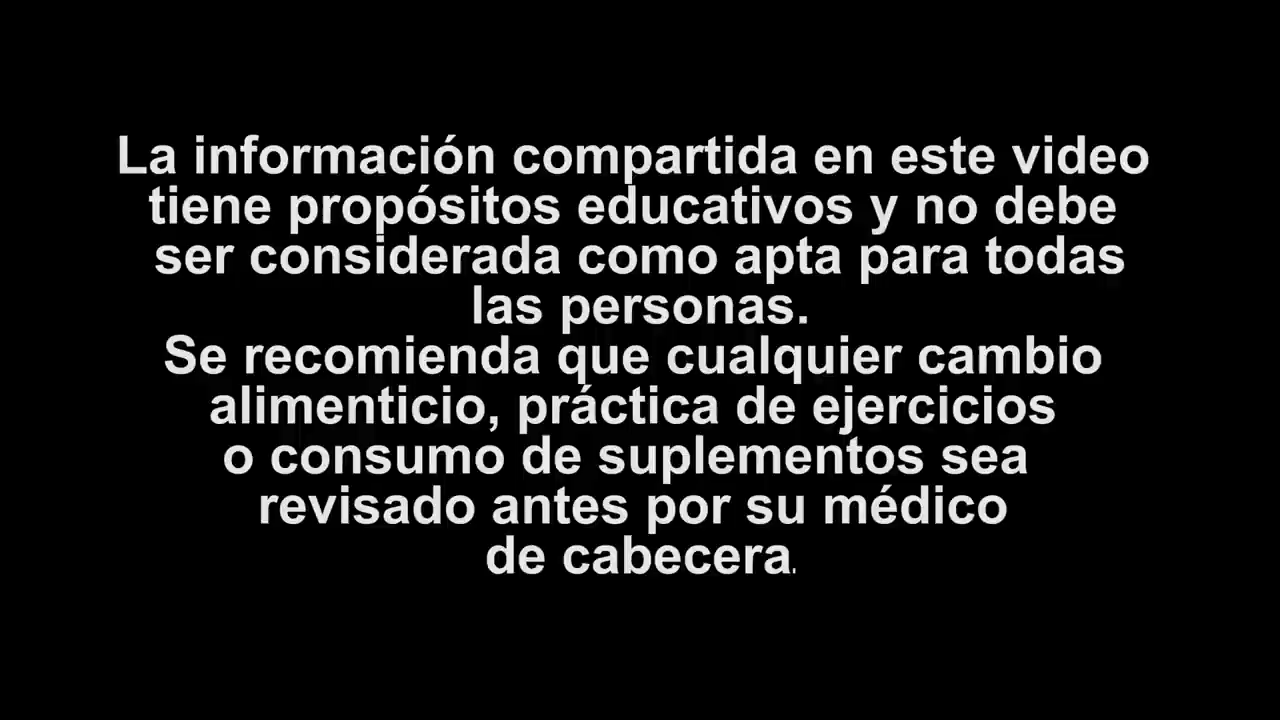 La información compartida en este video
tiene propósitos educativos y no debe
ser considerada como apta para todas
las personas.
Se recomienda que cualquier cambio
alimenticio, práctica de ejercicios
o consumo de suplementos sea
revisado antes por su médico
de cabecera.